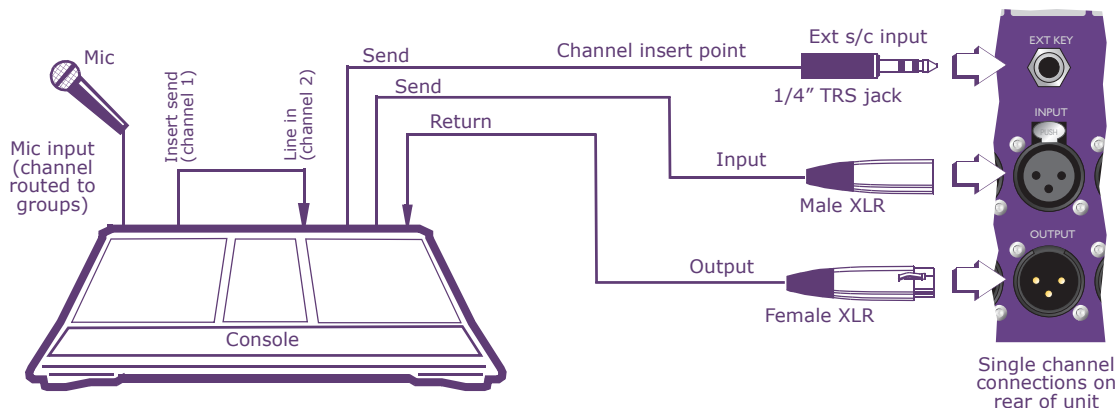 Mic
Mic input
(channel
routed to
groups)
Insert send
(channel 1)
Line in
(channel 2)
Send
Channel insert point
Ext s/c input
1/4” TRS jack
Send
Return
Input
Male XLR
Output
Female XLR
Console
EXT KEY
INPUT
PUSH
OUTPUT
Single channel
connections on
rear of unit